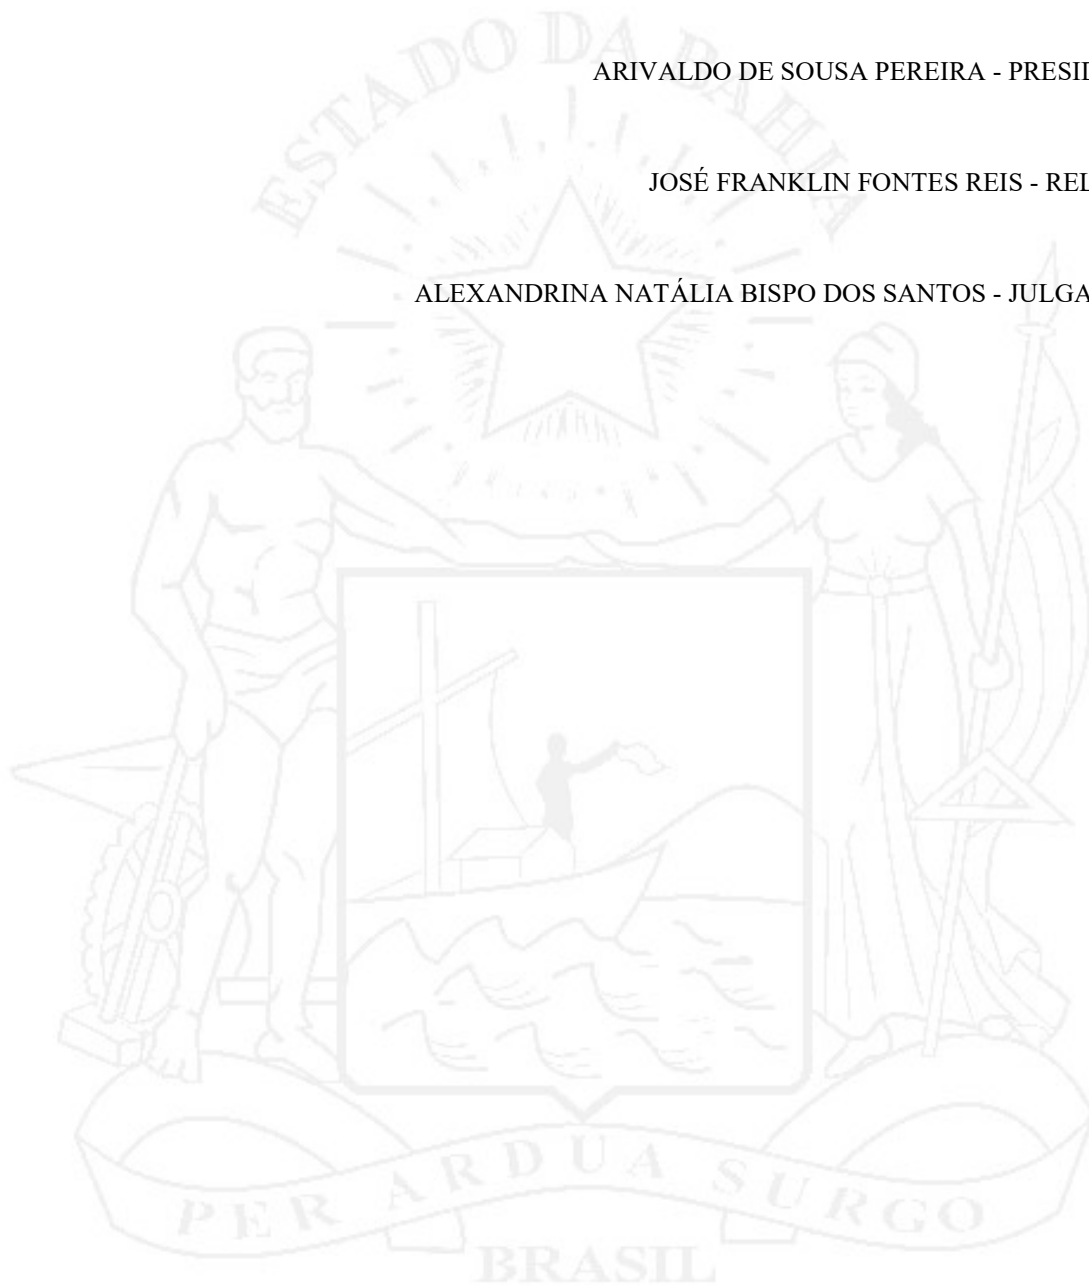 ESTADO DA BAHIA
ARIVALDO DE SOUSA PEREIRA - PRESI
JOSÉ FRANKLIN FONTES REIS - REL
ALEXANDRINA NATÁLIA BISPO DOS SANTOS - JULGA
PER ARDUA SURGO
BRASIL